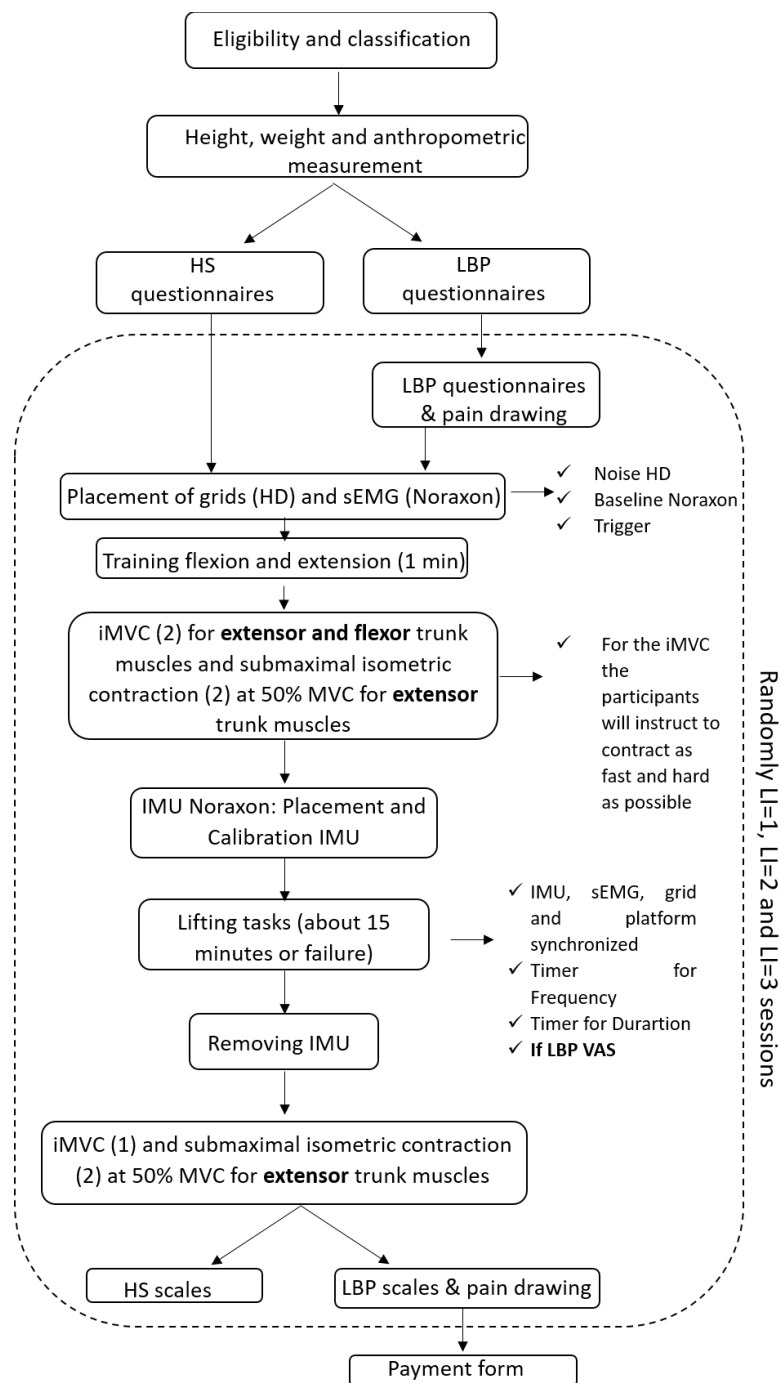 Eligibility and classification
Height, weight and anthropometric
measurement
HS
questionnaires
LBP
questionnaires
LBP questionnaires
& pain drawing
Placement of grids (HD) and sEMG (Noraxon)
✓ Noise HD
✓ Baseline Noraxon
✓ Trigger
Training flexion and extension (1 min)
iMVC (2) for extensor and flexor trunk
muscles and submaximal isometric
contraction (2) at 50% MVC for extensor
trunk muscles
✓ For the iMVC
the
participants
will instruct to
contract as
fast and hard
as possible
IMU Noraxon: Placement and
Calibration IMU
Lifting tasks (about 15
minutes or failure)
✓ IMU, sEMG, grid
and platform
synchronized
✓ Timer for
Frequency
✓ Timer for Durartion
✓ If LBP VAS
Removing IMU
iMVC (1) and submaximal isometric contraction
(2) at 50% MVC for extensor trunk muscles
HS scales
LBP scales & pain drawing
Payment form
Randomly LI=1, LI=2 and LI=3 sessions